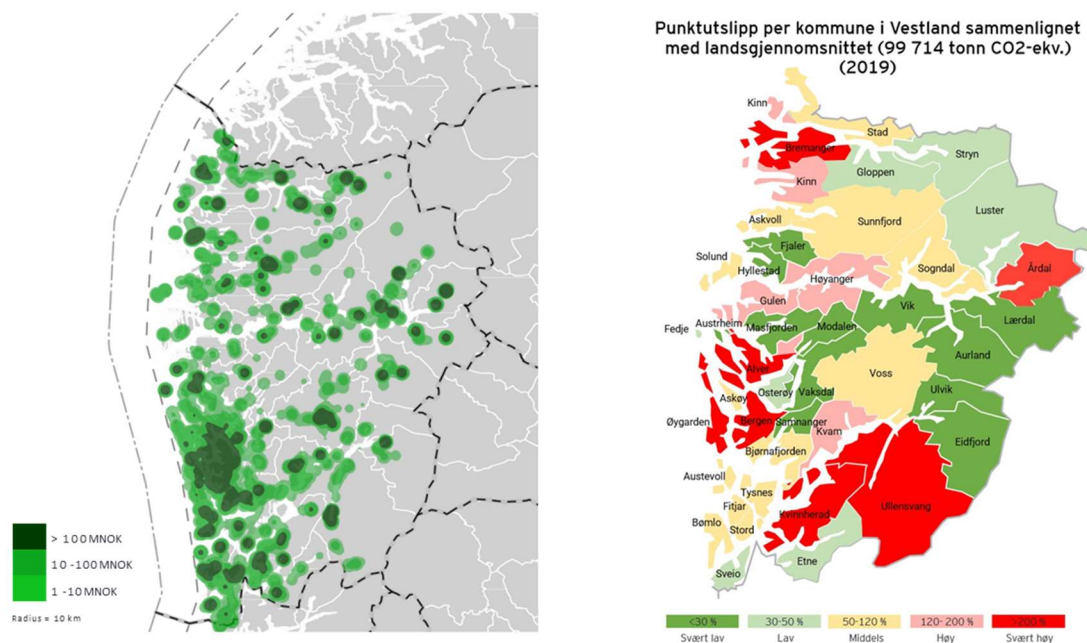 > 100 MNOK
10 -100 MNOK
1 -10 MNOK
Radius = 10 km
Punktutslipp per kommune i Vestland sammenlignet
med landsgjennomsnittet (99 714 tonn CO2-ekv.)
(2019)
Kinn
Stad
Bremanger
Stryn
Gloppen
Kinn
Luster
Askvoll
Sunnfjord
Fjaler
Solund
Sogndal
Årdal
Hyllestad
Høyanger
Gulen
Vik
Lærdal
Fedje
Austrheim
Masfjorden
Modalen
Aurland
Alver
Voss
Osterøy
Vaksdal
Ulvik
Askøy
Øygarden
Bergen
Samnanger
Kvam
Eidfjord
Bjørnafjorden
Austevoll
Tysnes
Ullensvang
Fitjar
Kvinnherad
Bømlo
Stord
Etne
Sveio
<30 %
30-50 %
50-120 %
120- 200 %
>200 %
Svært lav
Lav
Middels
Høy
Svært høy